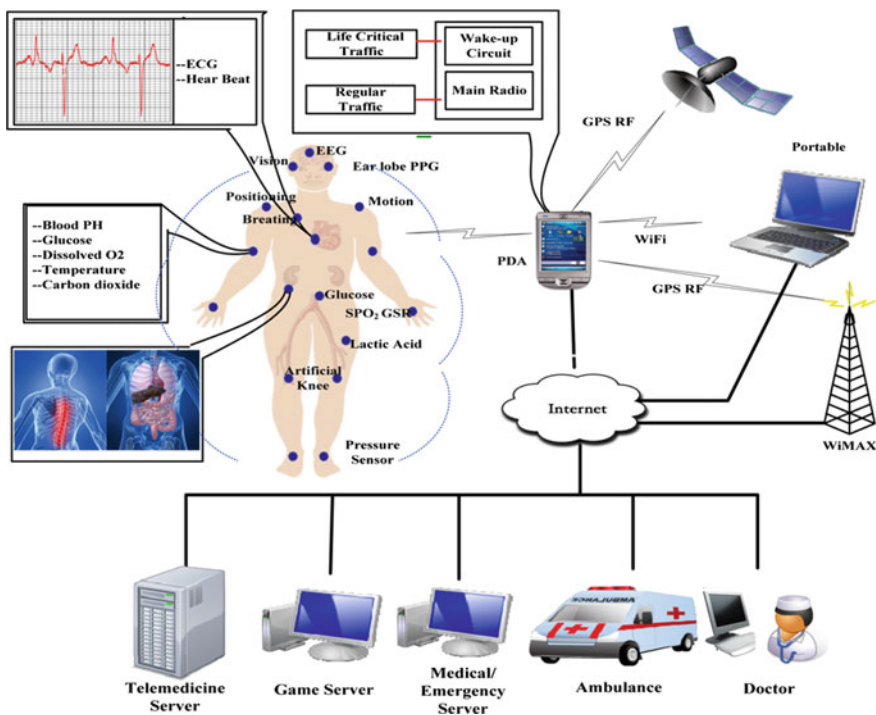 --ECG
--Hear Beat
Life Critical
Traffic
Wake-up
Circuit
Regular
Traffic
Main Radio
GPS RF
Portable
EEG
Vision
Ear lobe PPG
Positioning
Breating
Motion
--Blood PH
--Glucose
--Dissolved O2
--Temperature
--Carbon dioxide
PDA
WiFi
GPS RF
Glucose
SPO₂ GSR
Lactic Acid
Artificial
Knee
Internet
WiMAX
Pressure
Sensor
AMBULANCE
Telemedicine
Server
Game Server
Medical/
Emergency
Server
Ambulance
Doctor